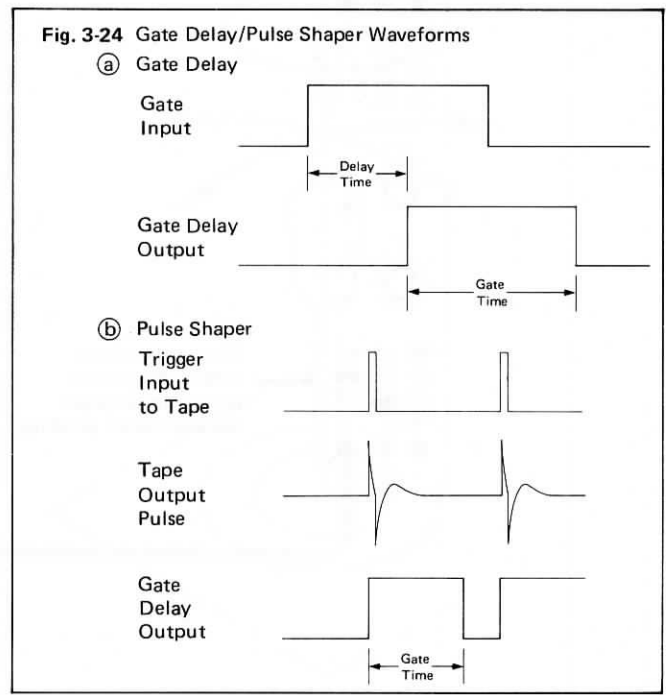 Fig. 3-24 Gate Delay/Pulse Shaper Waveforms
ⓐ Gate Delay
Gate
Input
Delay
Time
Gate Delay
Output
Gate
Time
ⓑ Pulse Shaper
Trigger
Input
to Tape
Tape
Output
Pulse
Gate
Delay
Output
Gate
Time